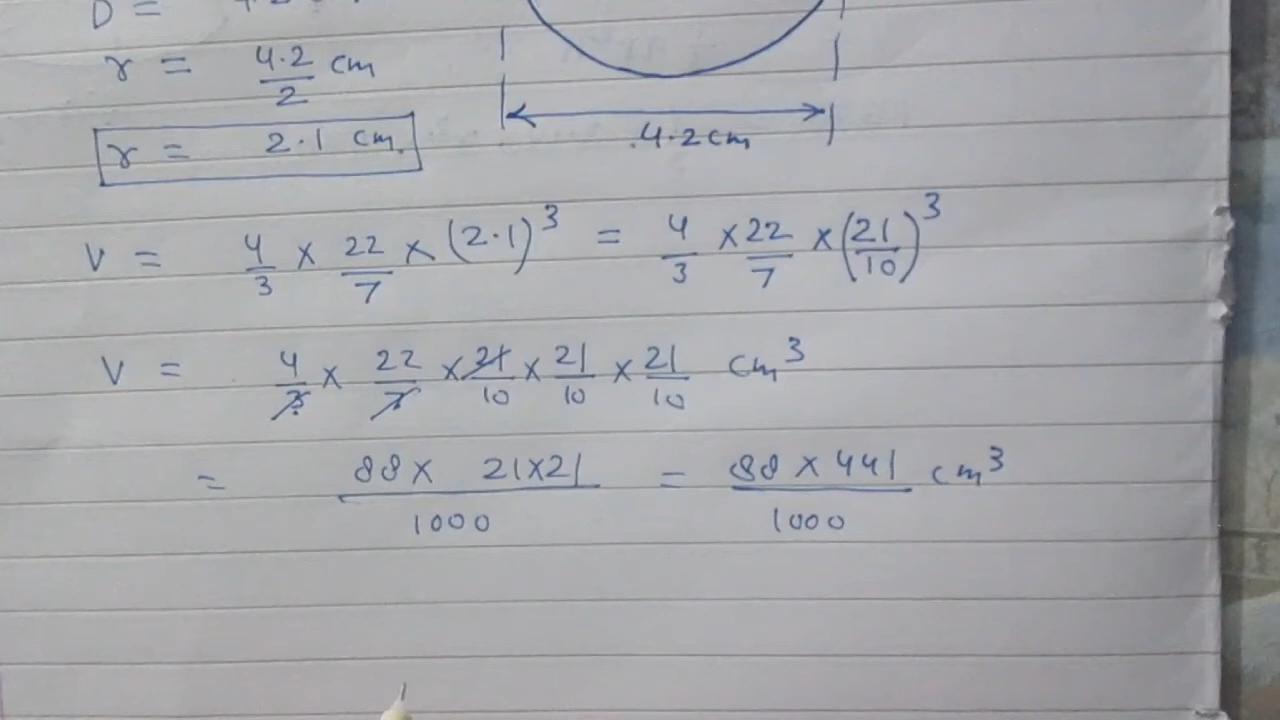 D =
r = 4.2/2 cm
r = 2.1 cm.
4.2 cm
V = 4/3 × 22/7 × (2.1)³ = 4/3 × 22/7 × (21/10)³
V = 4/3 × 22/7 × 21/10 × 21/10 × 21/10 cm³
= 88 × 21×21/1000 = 88 × 441/1000 cm³